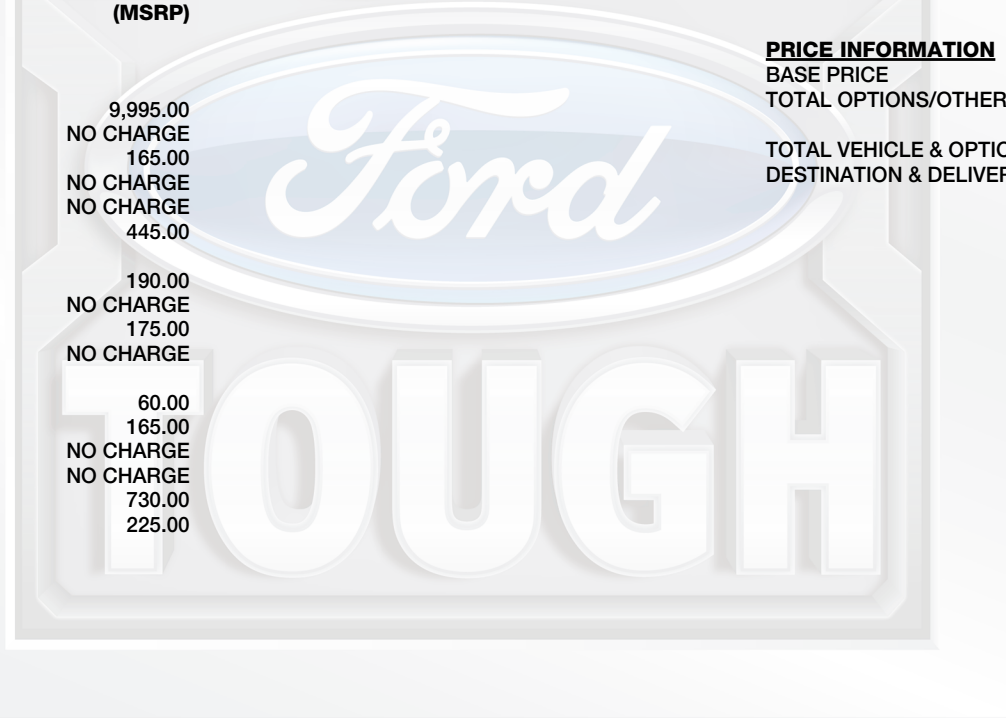 (MSRP)
9,995.00
NO CHARGE
165.00
NO CHARGE
NO CHARGE
445.00
190.00
NO CHARGE
175.00
NO CHARGE
60.00
165.00
NO CHARGE
NO CHARGE
730.00
225.00
PRICE INFORMATION
BASE PRICE
TOTAL OPTIONS/OTHER
TOTAL VEHICLE & OPTIO
DESTINATION & DELIVER
Ford
TOUGH